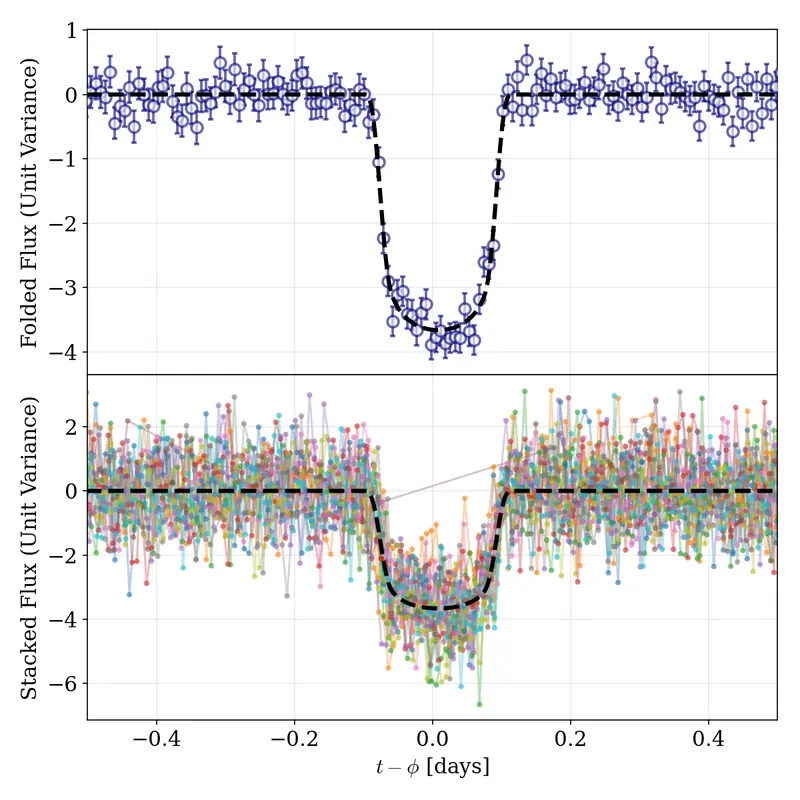 1
0
−1
−2
−3
−4
Folded Flux (Unit Variance)
2
0
−2
−4
−6
Stacked Flux (Unit Variance)
−0.4 −0.2 0.0 0.2 0.4
t − ϕ [days]